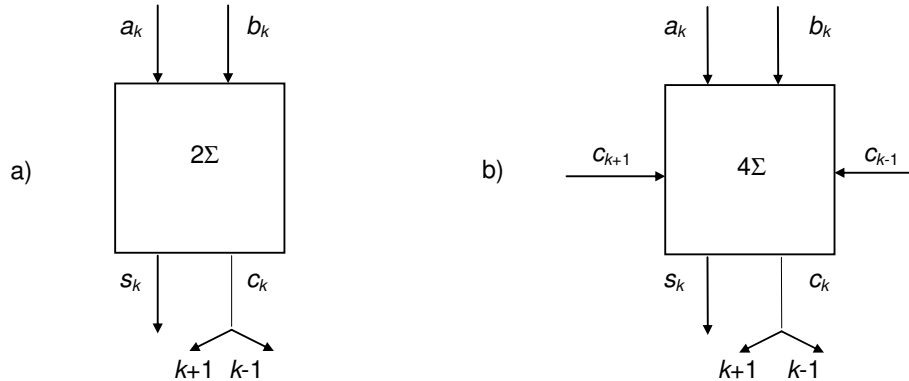 a_k b_k a_k b_k
2Σ 4Σ
a) b) c_{k+1} c_{k-1}
s_k c_k s_k c_k
k+1 k-1 k+1 k-1